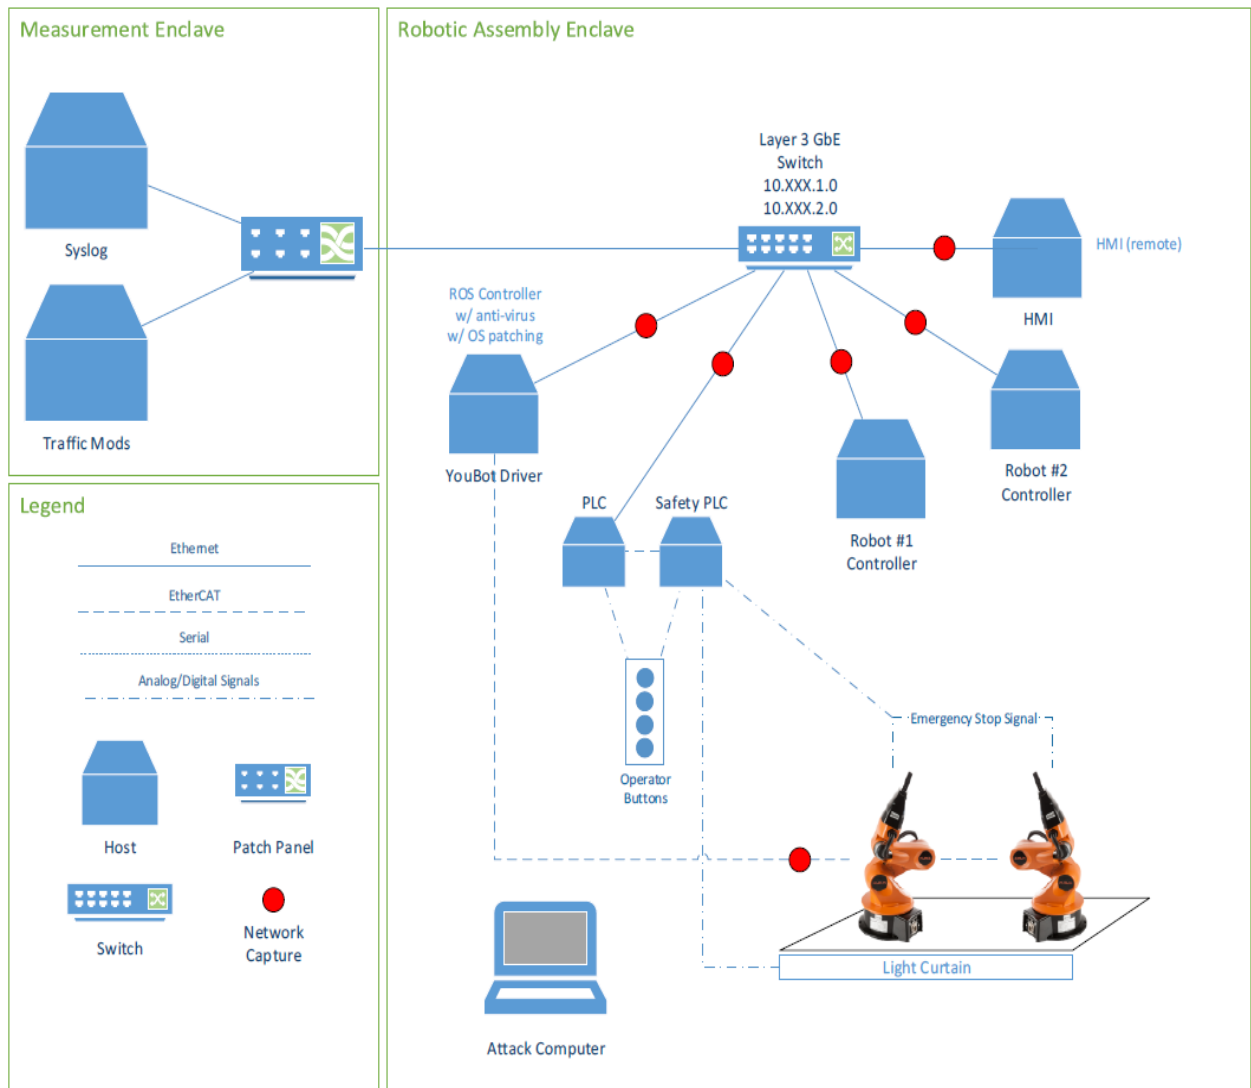 Measurement Enclave
Syslog
Traffic Mods
Legend
Ethernet
EtherCAT
Serial
Analog/Digital Signals
Host
Patch Panel
Switch
Network
Capture
Robotic Assembly Enclave
Layer 3 GbE
Switch
10.XXX.1.0
10.XXX.2.0
HMI (remote)
HMI
ROS Controller
w/ anti-virus
w/ OS patching
YouBot Driver
Robot #2
Controller
PLC
Safety PLC
Robot #1
Controller
Operator
Buttons
Emergency Stop Signal
Light Curtain
Attack Computer